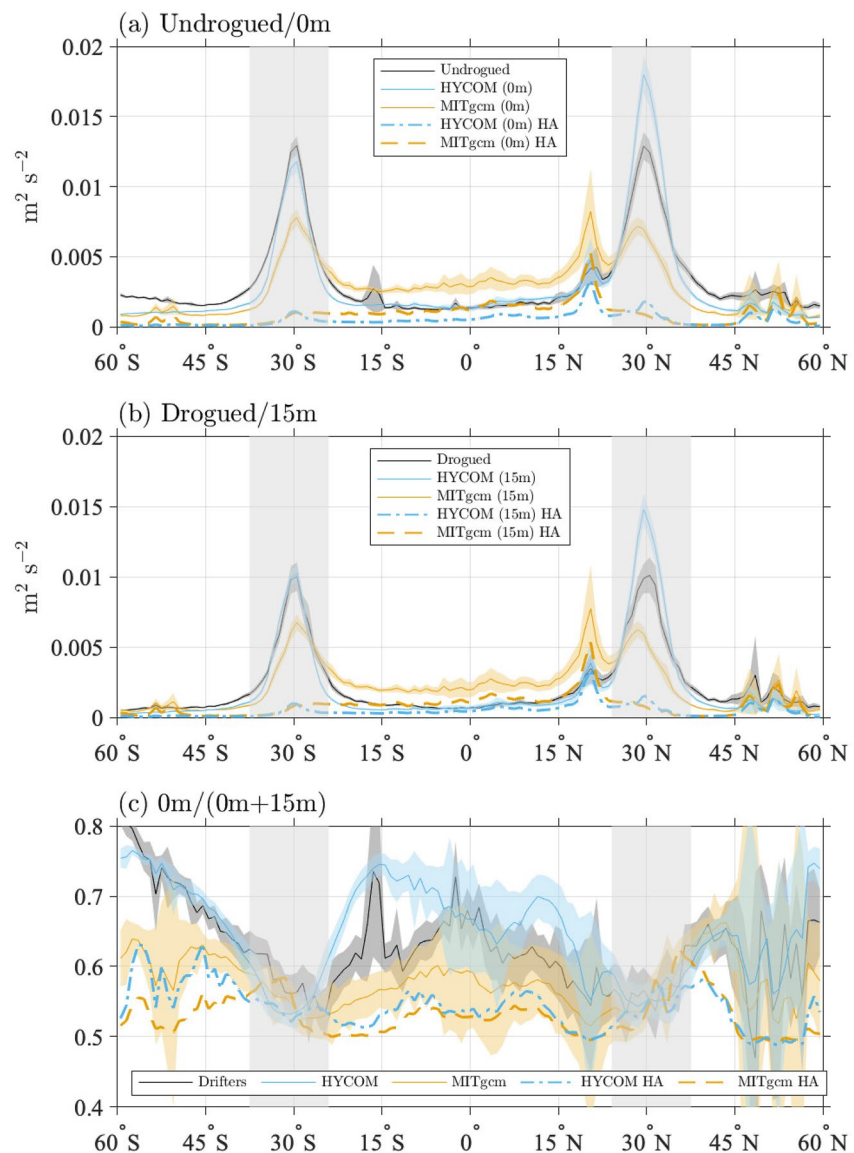 (a) Undrogued/0m
0.02
0.015
0.01
0.005
0
m² s⁻²
Undrogued
HYCOM (0m)
MITgcm (0m)
HYCOM (0m) HA
MITgcm (0m) HA
60° S 45° S 30° S 15° S 0° 15° N 30° N 45° N 60° N
(b) Drogued/15m
0.02
0.015
0.01
0.005
0
m² s⁻²
Drogued
HYCOM (15m)
MITgcm (15m)
HYCOM (15m) HA
MITgcm (15m) HA
60° S 45° S 30° S 15° S 0° 15° N 30° N 45° N 60° N
(c) 0m/(0m+15m)
0.8
0.7
0.6
0.5
0.4
Drifters HYCOM MITgcm HYCOM HA MITgcm HA
60° S 45° S 30° S 15° S 0° 15° N 30° N 45° N 60° N